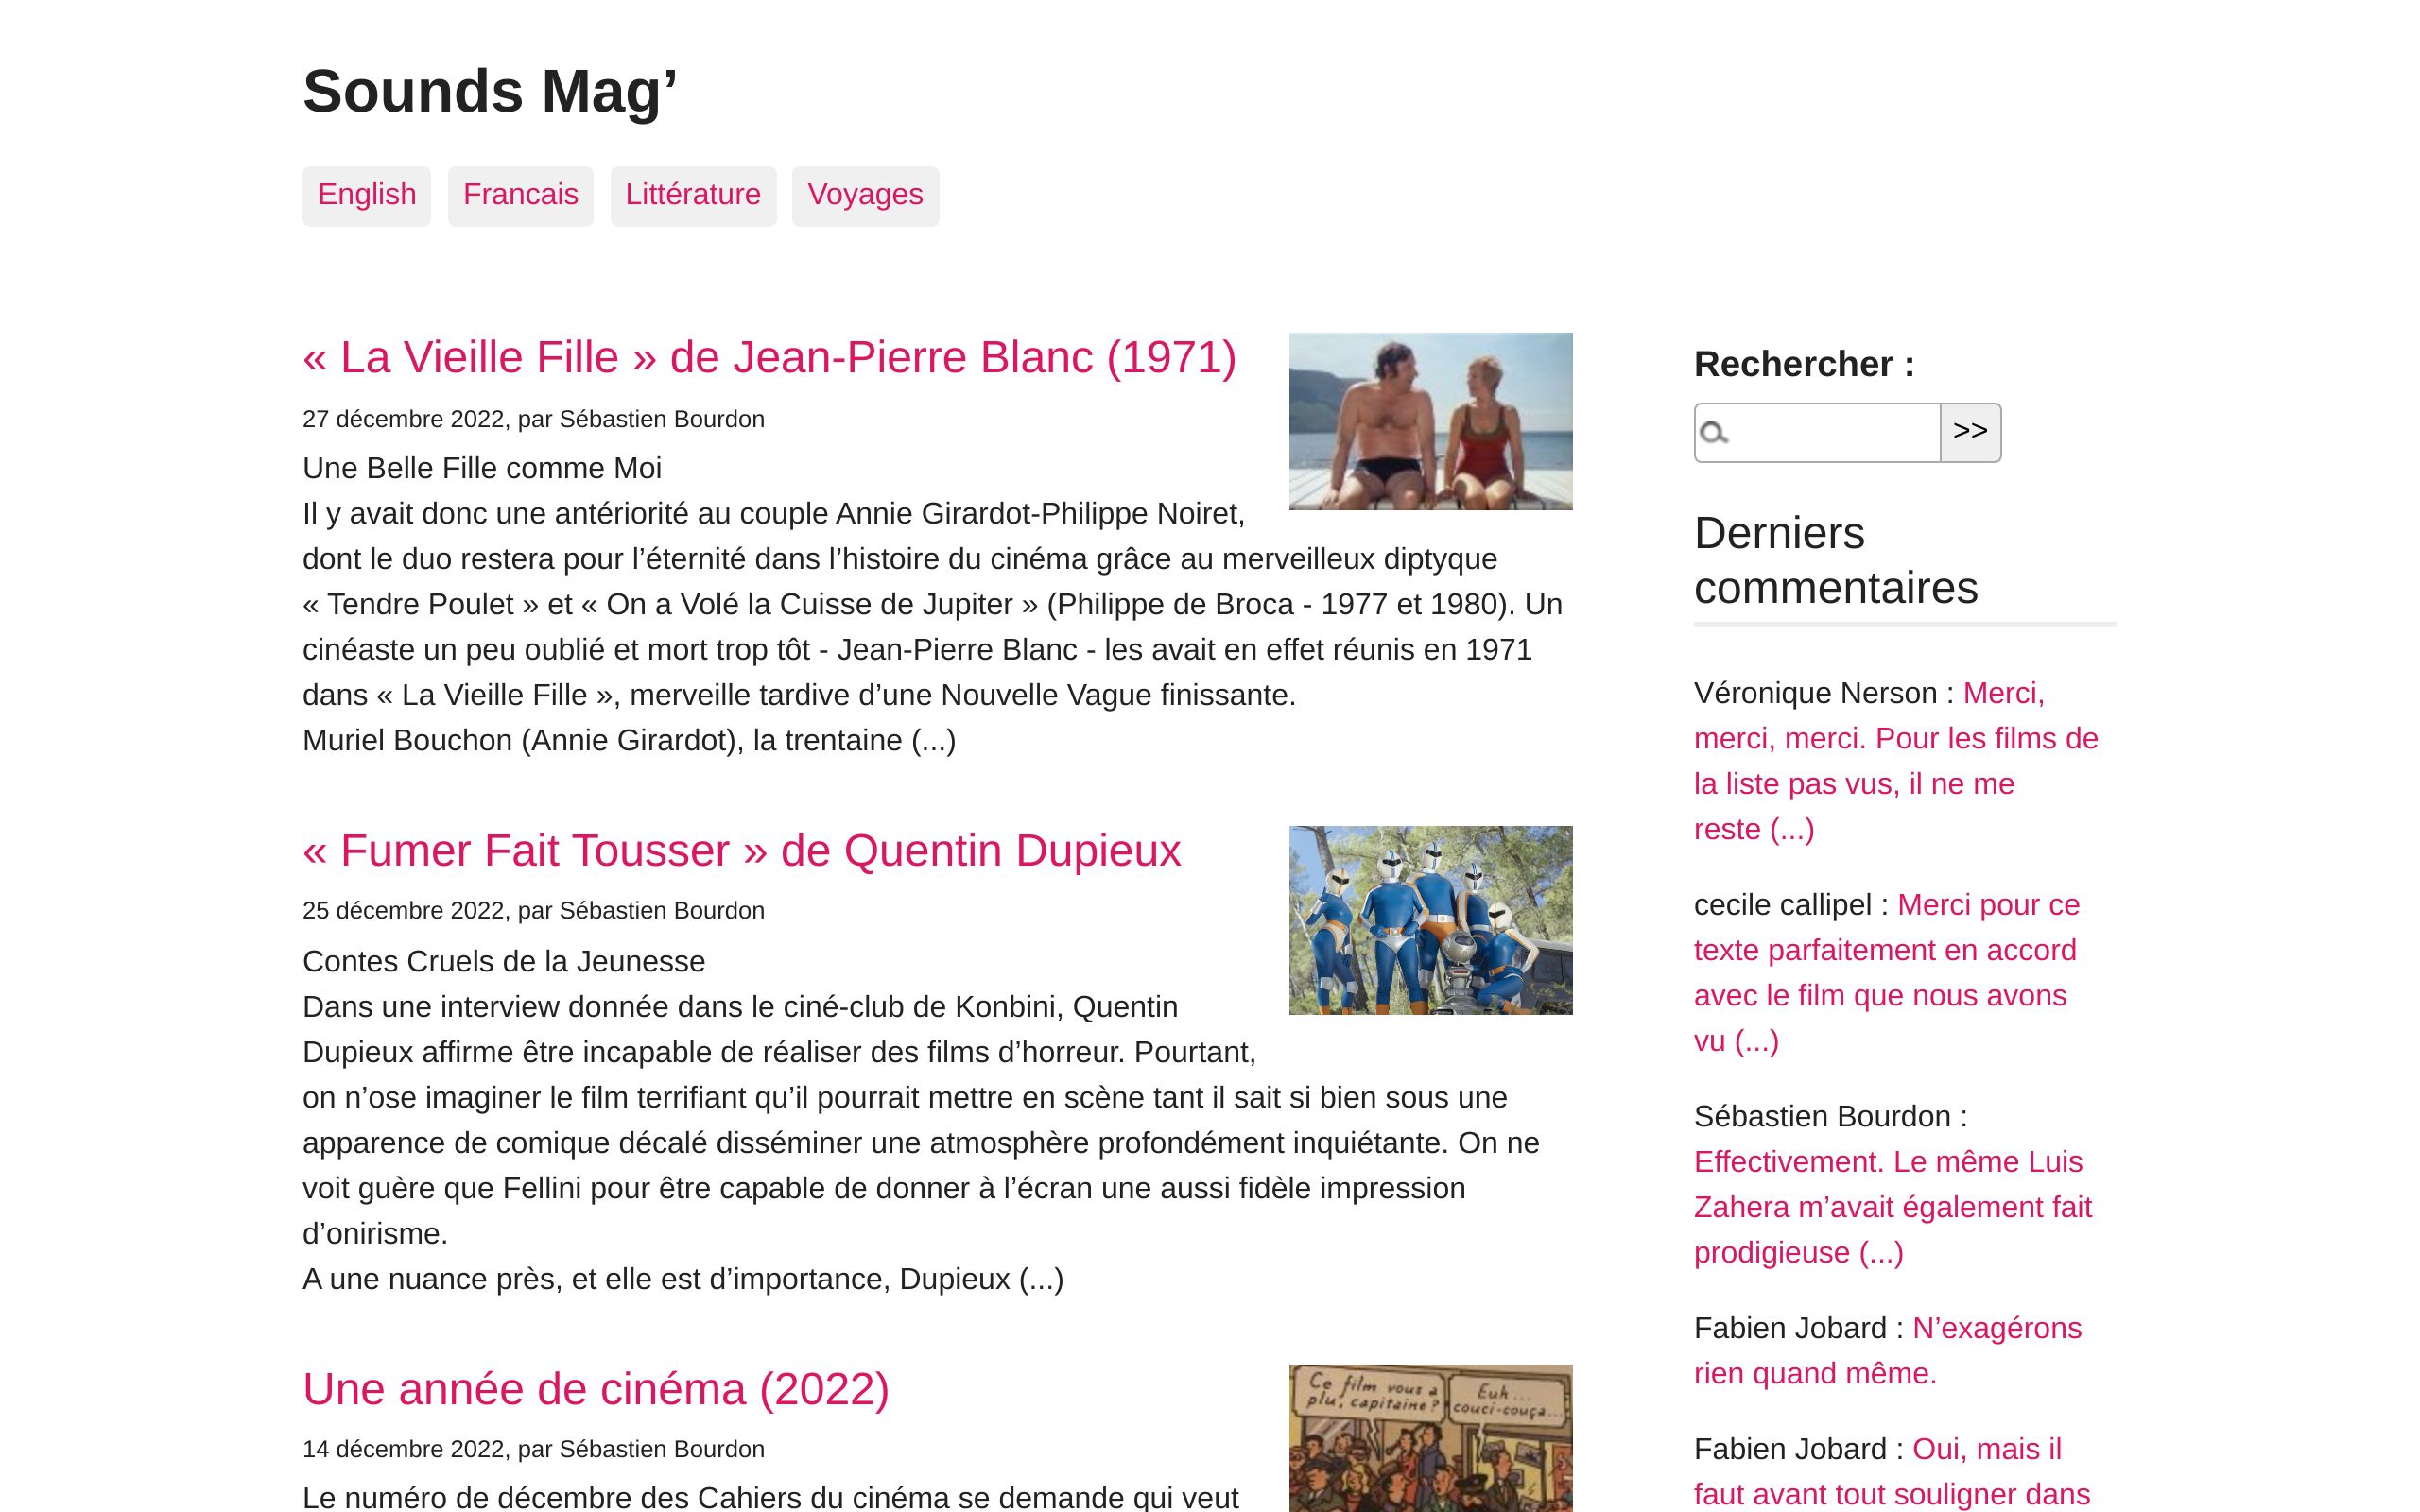 Sounds Mag’
English
Francais
Littérature
Voyages
« La Vieille Fille » de Jean-Pierre Blanc (1971)
27 décembre 2022, par Sébastien Bourdon
Une Belle Fille comme Moi
Il y avait donc une antériorité au couple Annie Girardot-Philippe Noiret,
dont le duo restera pour l’éternité dans l’histoire du cinéma grâce au merveilleux diptyque
« Tendre Poulet » et « On a Volé la Cuisse de Jupiter » (Philippe de Broca - 1977 et 1980). Un
cinéaste un peu oublié et mort trop tôt - Jean-Pierre Blanc - les avait en effet réunis en 1971
dans « La Vieille Fille », merveille tardive d’une Nouvelle Vague finissante.
Muriel Bouchon (Annie Girardot), la trentaine (...)
« Fumer Fait Tousser » de Quentin Dupieux
25 décembre 2022, par Sébastien Bourdon
Contes Cruels de la Jeunesse
Dans une interview donnée dans le ciné-club de Konbini, Quentin
Dupieux affirme être incapable de réaliser des films d’horreur. Pourtant,
on n’ose imaginer le film terrifiant qu’il pourrait mettre en scène tant il sait si bien sous une
apparence de comique décalé disséminer une atmosphère profondément inquiétante. On ne
voit guère que Fellini pour être capable de donner à l’écran une aussi fidèle impression
d’onirisme.
A une nuance près, et elle est d’importance, Dupieux (...)
Une année de cinéma (2022)
14 décembre 2022, par Sébastien Bourdon
Le numéro de décembre des Cahiers du cinéma se demande qui veut
Ce film vous a
plu, capitaine ?
Euh...
couci-couça...
Rechercher :
>>
Derniers
commentaires
Véronique Nerson : Merci,
merci, merci. Pour les films de
la liste pas vus, il ne me
reste (...)
cecile callipel : Merci pour ce
texte parfaitement en accord
avec le film que nous avons
vu (...)
Sébastien Bourdon :
Effectivement. Le même Luis
Zahera m’avait également fait
prodigieuse (...)
Fabien Jobard : N’exagérons
rien quand même.
Fabien Jobard : Oui, mais il
faut avant tout souligner dans